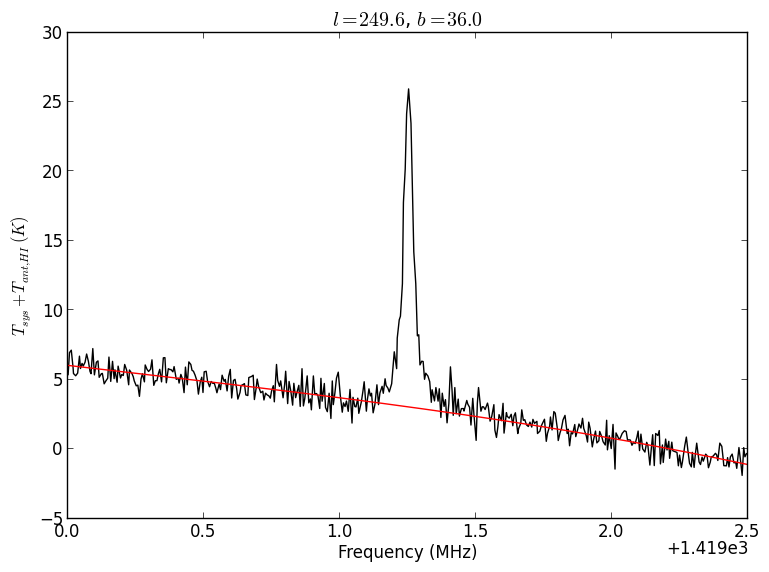 l = 249.6, b = 36.0
30
25
20
15
10
5
0
−5
T_sys + T_ant,HI (K)
0.0 0.5 1.0 1.5 2.0 2.5
Frequency (MHz)
+1.419e3